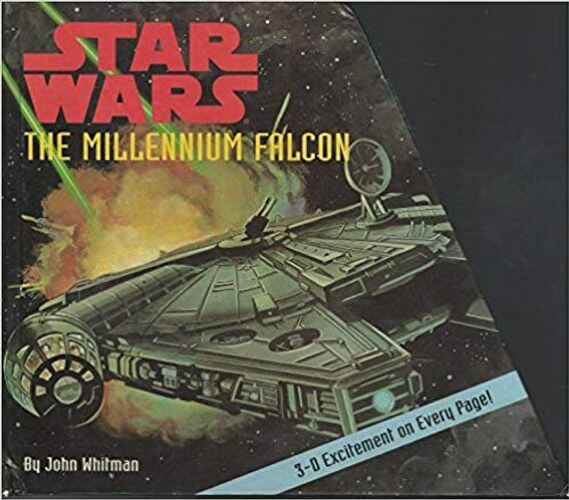 STAR
WARS
THE MILLENNIUM FALCON
By John Whitman
3-D Excitement on Every Page!